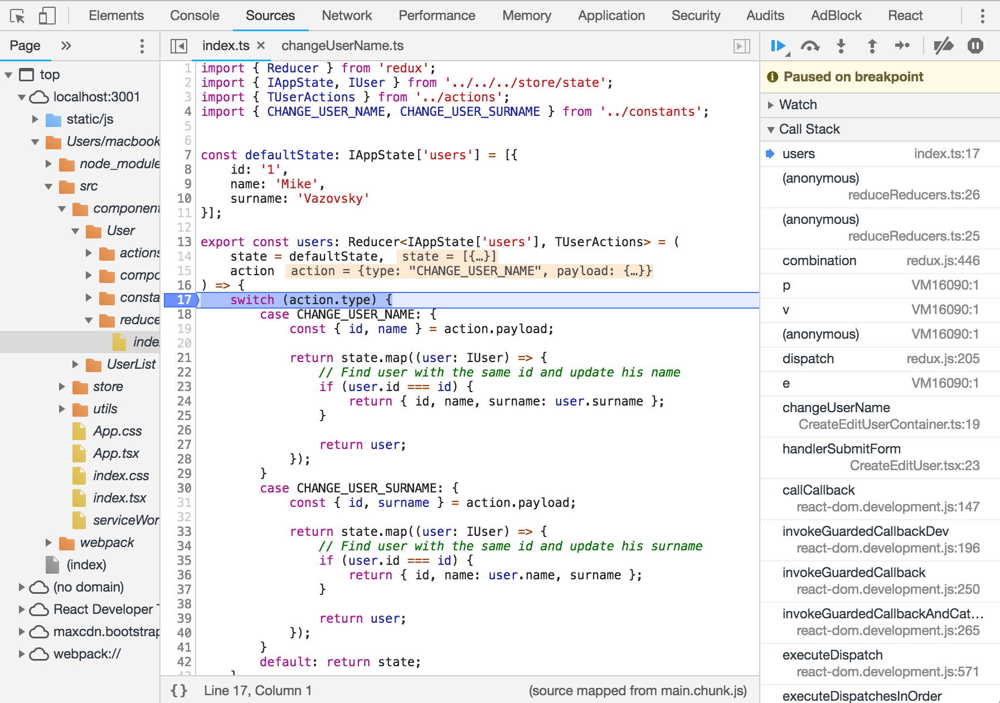 Elements Console Sources Network Performance Memory Application Security Audits AdBlock React
Page
index.ts
changeUserName.ts
top
localhost:3001
static/js
Users/macbook
node_module
src
component
User
actions
compo
consta
reduce
index
UserList
store
utils
App.css
App.tsx
index.css
index.tsx
serviceWor
webpack
(index)
(no domain)
React Developer T
maxcdn.bootstrap
webpack://
1 import { Reducer } from 'redux';
2 import { IAppState, IUser } from '../../../store/state';
3 import { TUserActions } from '../actions';
4 import { CHANGE_USER_NAME, CHANGE_USER_SURNAME } from '../constants';
5
6
7 const defaultState: IAppState['users'] = [{
8     id: '1',
9     name: 'Mike',
10     surname: 'Vazovsky'
11 }];
12
13 export const users: Reducer<IAppState['users'], TUserActions> = (
14     state = defaultState,  state = [{…}]
15     action  action = {type: "CHANGE_USER_NAME", payload: {…}}
16 ) => {
17     switch (action.type) {
18         case CHANGE_USER_NAME: {
19             const { id, name } = action.payload;
20
21             return state.map((user: IUser) => {
22                 // Find user with the same id and update his name
23                 if (user.id === id) {
24                     return { id, name, surname: user.surname };
25                 }
26
27                 return user;
28             });
29         }
30         case CHANGE_USER_SURNAME: {
31             const { id, surname } = action.payload;
32
33             return state.map((user: IUser) => {
34                 // Find user with the same id and update his surname
35                 if (user.id === id) {
36                     return { id, name: user.name, surname };
37                 }
38
39                 return user;
40             });
41         }
42         default: return state;
43     }
{} Line 17, Column 1
(source mapped from main.chunk.js)
Paused on breakpoint
Watch
Call Stack
users index.ts:17
(anonymous)
reduceReducers.ts:26
(anonymous)
reduceReducers.ts:25
combination redux.js:446
p VM16090:1
v VM16090:1
(anonymous) VM16090:1
dispatch redux.js:205
e VM16090:1
changeUserName
CreateEditUserContainer.ts:19
handlerSubmitForm
CreateEditUser.tsx:23
callCallback
react-dom.development.js:147
invokeGuardedCallbackDev
react-dom.development.js:196
invokeGuardedCallback
react-dom.development.js:250
invokeGuardedCallbackAndCat…
react-dom.development.js:265
executeDispatch
react-dom.development.js:571
executeDispatchesInOrder